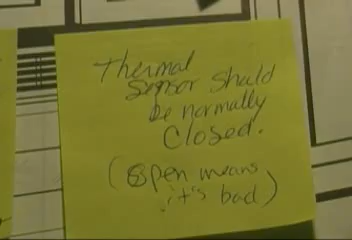 Thermal
sensor should
be normally
closed.
(Open means
it's bad)